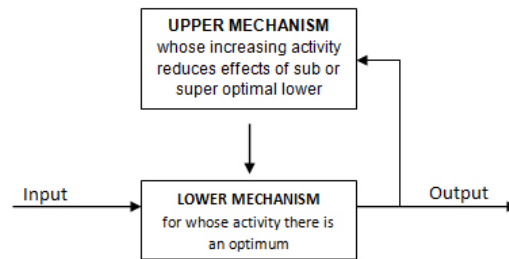 UPPER MECHANISM
whose increasing activity
reduces effects of sub or
super optimal lower
Input
LOWER MECHANISM
for whose activity there is
an optimum
Output